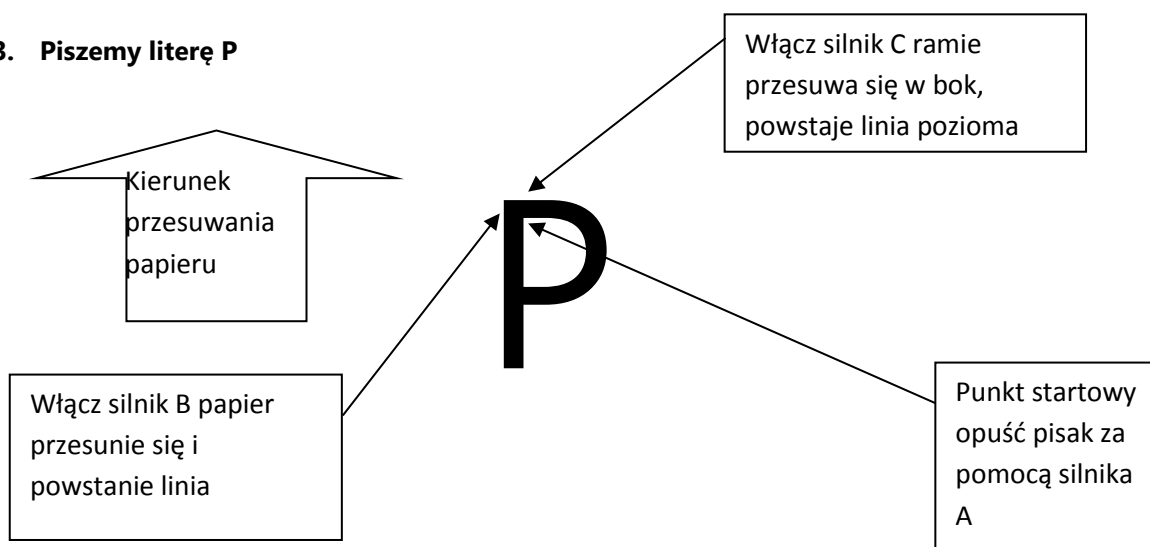 3. Piszemy literę P
Włącz silnik C ramie
przesuwa się w bok,
powstaje linia pozioma
Kierunek
przesuwania
papieru
P
Włącz silnik B papier
przesunie się i
powstanie linia
Punkt startowy
opuść pisak za
pomocą silnika
A